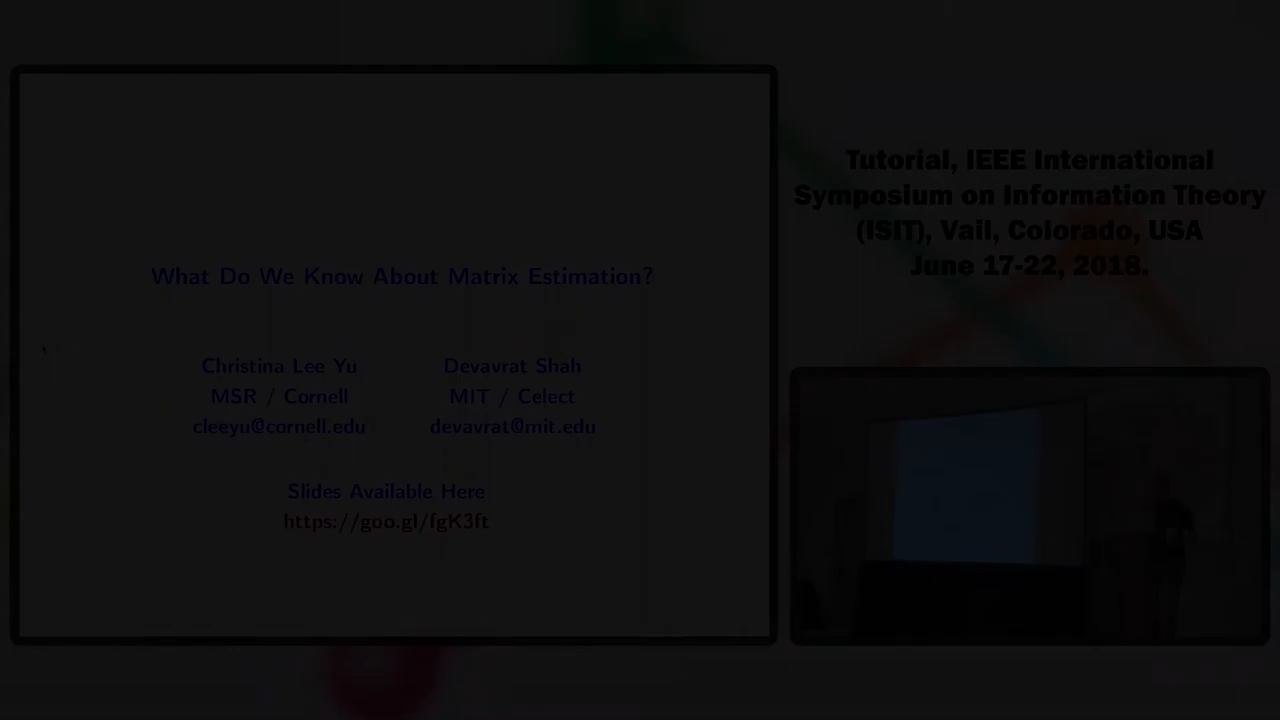 What Do We Know About Matrix Estimation?
Christina Lee Yu
MSR / Cornell
cleeyu@cornell.edu
Devavrat Shah
MIT / Celect
devavrat@mit.edu
Slides Available Here
https://goo.gl/fgK3ft
Tutorial, IEEE International
Symposium on Information Theory
(ISIT), Vail, Colorado, USA
June 17-22, 2018.